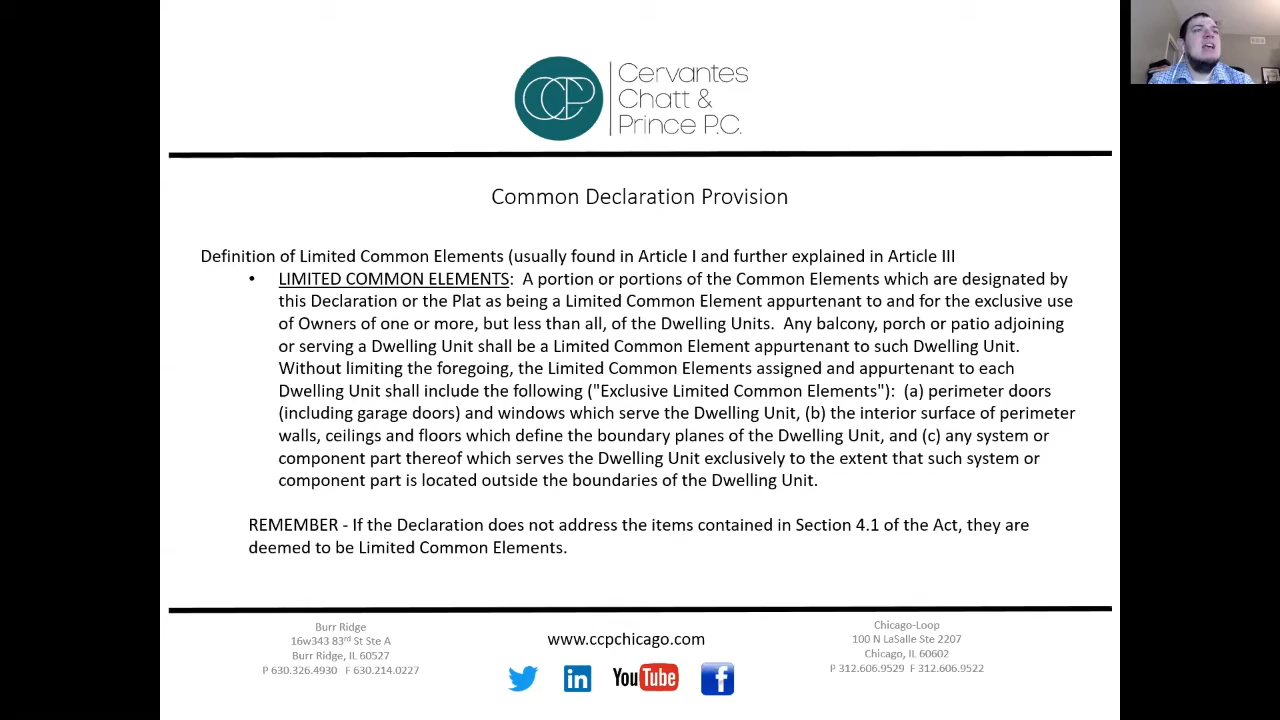 CCP
Cervantes
Chatt &
Prince P.C.
Common Declaration Provision
Definition of Limited Common Elements (usually found in Article I and further explained in Article III
• LIMITED COMMON ELEMENTS: A portion or portions of the Common Elements which are designated by
this Declaration or the Plat as being a Limited Common Element appurtenant to and for the exclusive use
of Owners of one or more, but less than all, of the Dwelling Units. Any balcony, porch or patio adjoining
or serving a Dwelling Unit shall be a Limited Common Element appurtenant to such Dwelling Unit.
Without limiting the foregoing, the Limited Common Elements assigned and appurtenant to each
Dwelling Unit shall include the following ("Exclusive Limited Common Elements"): (a) perimeter doors
(including garage doors) and windows which serve the Dwelling Unit, (b) the interior surface of perimeter
walls, ceilings and floors which define the boundary planes of the Dwelling Unit, and (c) any system or
component part thereof which serves the Dwelling Unit exclusively to the extent that such system or
component part is located outside the boundaries of the Dwelling Unit.
REMEMBER - If the Declaration does not address the items contained in Section 4.1 of the Act, they are
deemed to be Limited Common Elements.
Burr Ridge
16w343 83rd St Ste A
Burr Ridge, IL 60527
P 630.326.4930 F 630.214.0227
www.ccpchicago.com
in
YouTube
f
Chicago-Loop
100 N LaSalle Ste 2207
Chicago, IL 60602
P 312.606.9529 F 312.606.9522